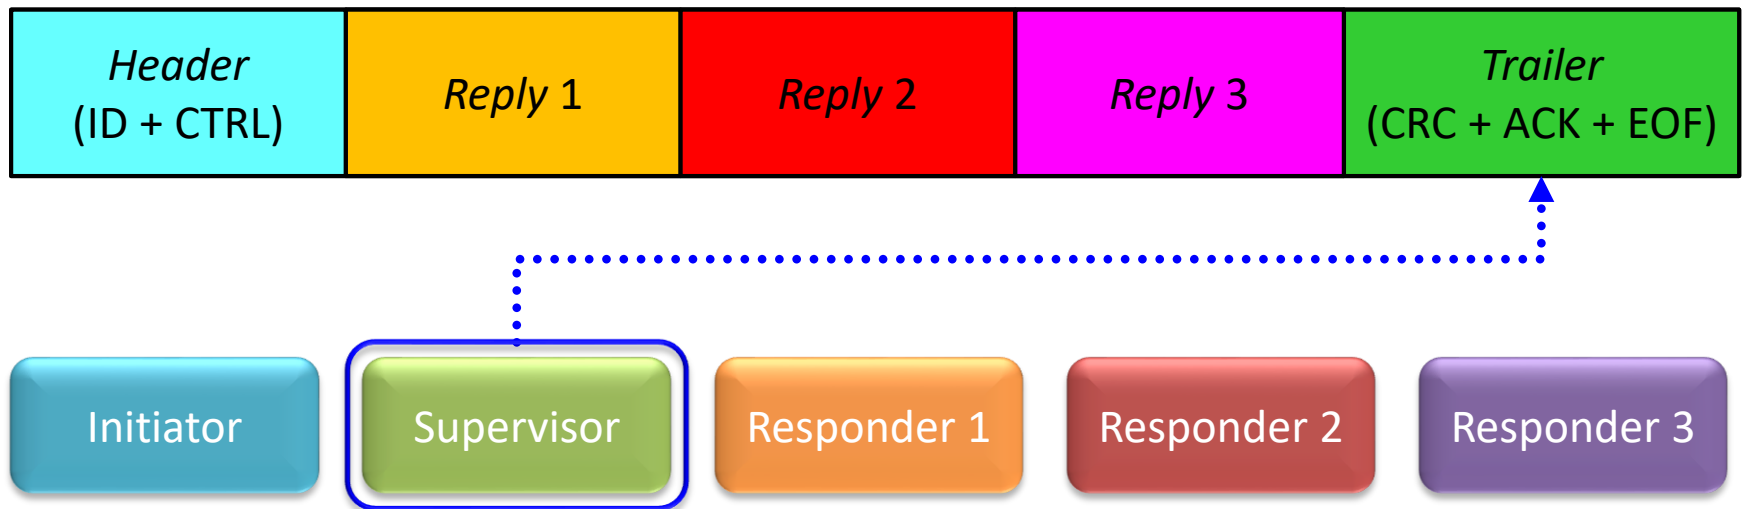 Header
(ID + CTRL)
Reply 1
Reply 2
Reply 3
Trailer
(CRC + ACK + EOF)
Initiator
Supervisor
Responder 1
Responder 2
Responder 3